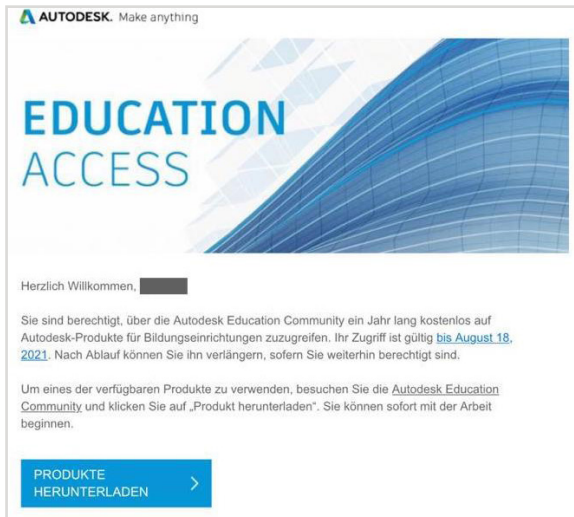 AUTODESK. Make anything
EDUCATION
ACCESS
Herzlich Willkommen,
Sie sind berechtigt, über die Autodesk Education Community ein Jahr lang kostenlos auf
Autodesk-Produkte für Bildungseinrichtungen zuzugreifen. Ihr Zugriff ist gültig bis August 18,
2021. Nach Ablauf können Sie ihn verlängern, sofern Sie weiterhin berechtigt sind.
Um eines der verfügbaren Produkte zu verwenden, besuchen Sie die Autodesk Education
Community und klicken Sie auf „Produkt herunterladen“. Sie können sofort mit der Arbeit
beginnen.
PRODUKTE
HERUNTERLADEN